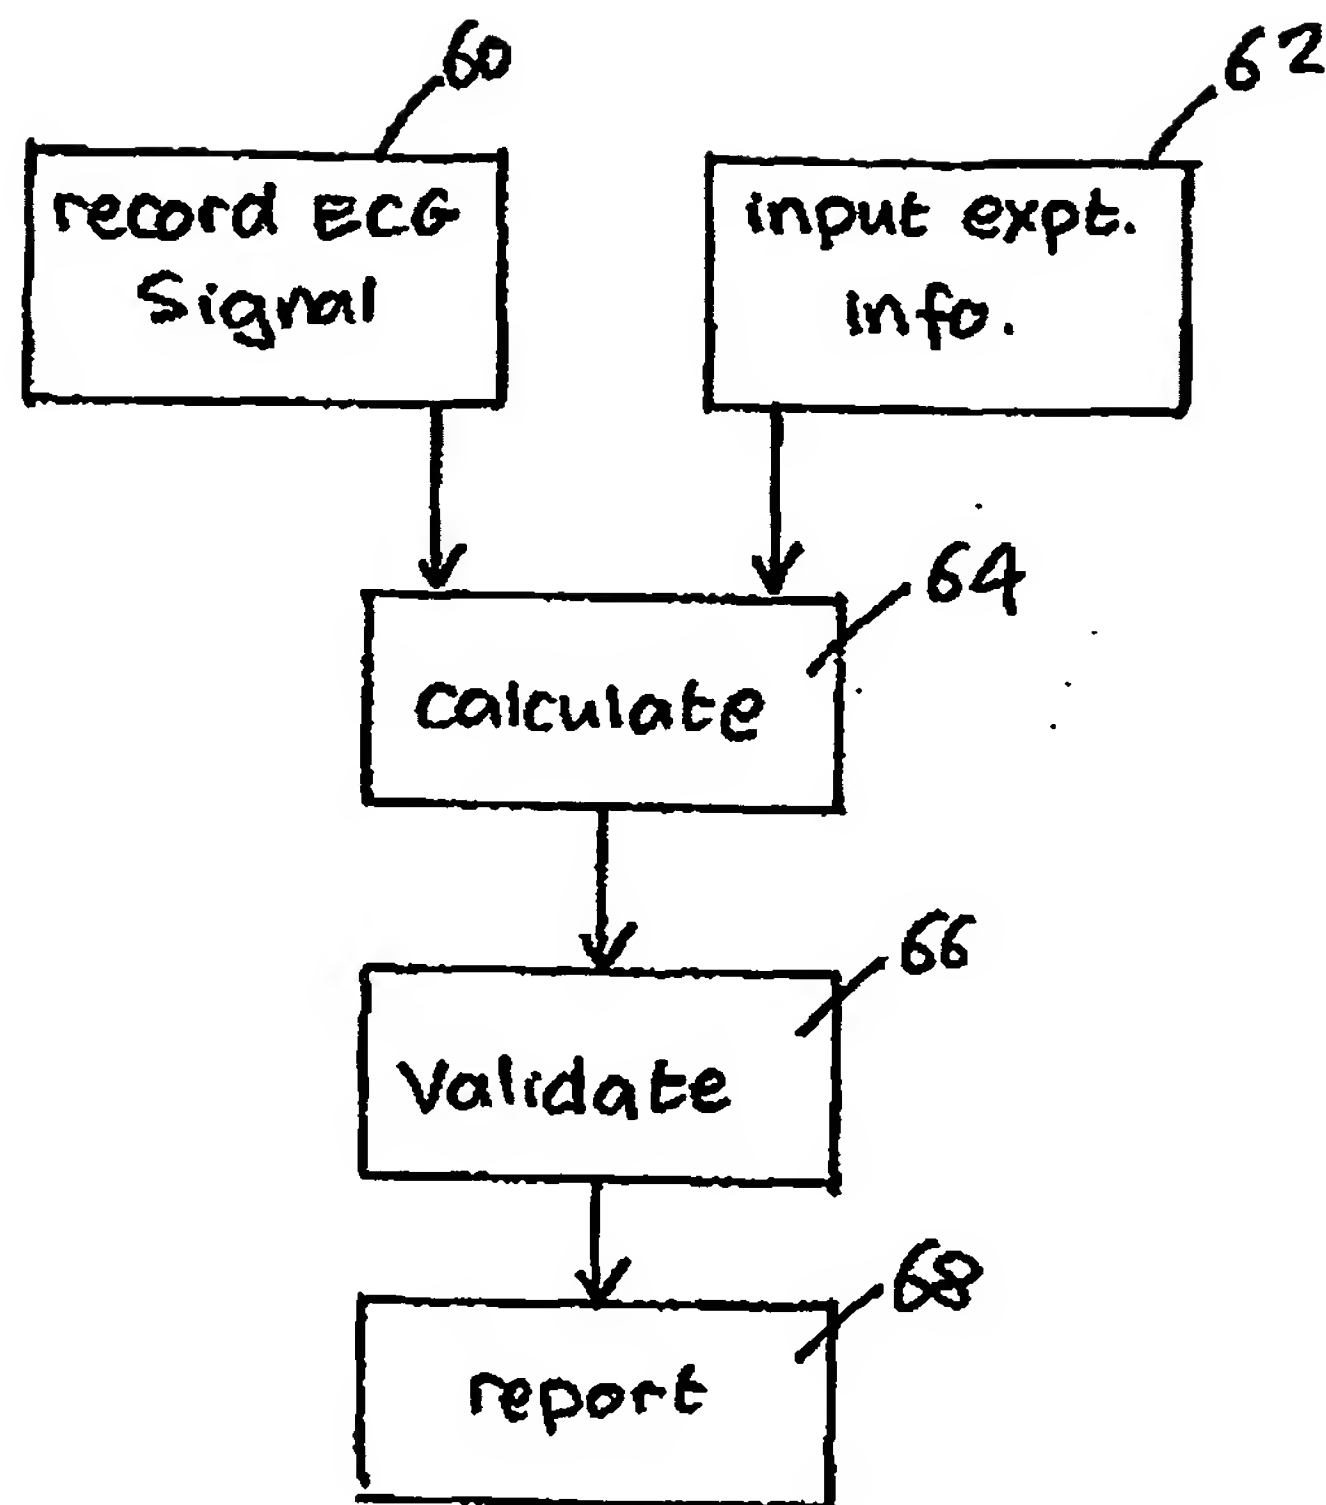 60
62
record ECG
Signal
input expt.
info.
64
Calculate
66
Validate
68
report